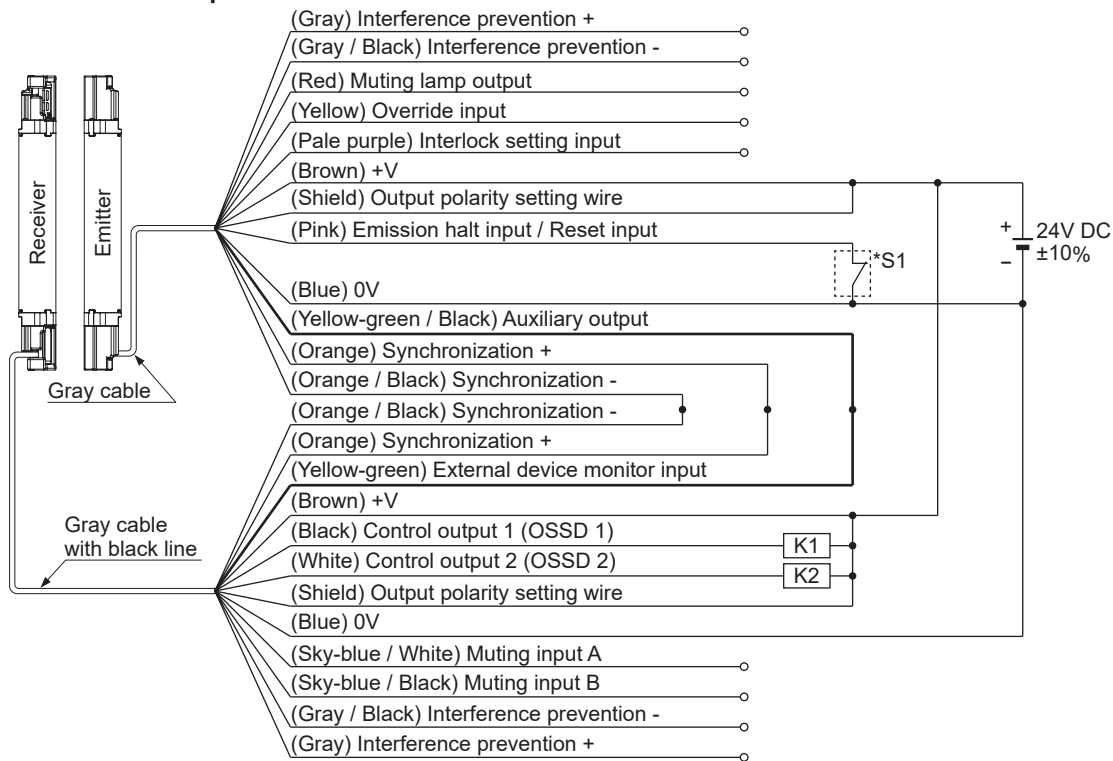 (Gray) Interference prevention +
(Gray / Black) Interference prevention -
(Red) Muting lamp output
(Yellow) Override input
(Pale purple) Interlock setting input
(Brown) +V
(Shield) Output polarity setting wire
(Pink) Emission halt input / Reset input
Receiver
Emitter
+
24V DC
±10%
–
*S1
(Blue) 0V
(Yellow-green / Black) Auxiliary output
(Orange) Synchronization +
(Orange / Black) Synchronization -
Gray cable
(Orange / Black) Synchronization -
(Orange) Synchronization +
(Yellow-green) External device monitor input
(Brown) +V
Gray cable
with black line
(Black) Control output 1 (OSSD 1)
K1
(White) Control output 2 (OSSD 2)
K2
(Shield) Output polarity setting wire
(Blue) 0V
(Sky-blue / White) Muting input A
(Sky-blue / Black) Muting input B
(Gray / Black) Interference prevention -
(Gray) Interference prevention +